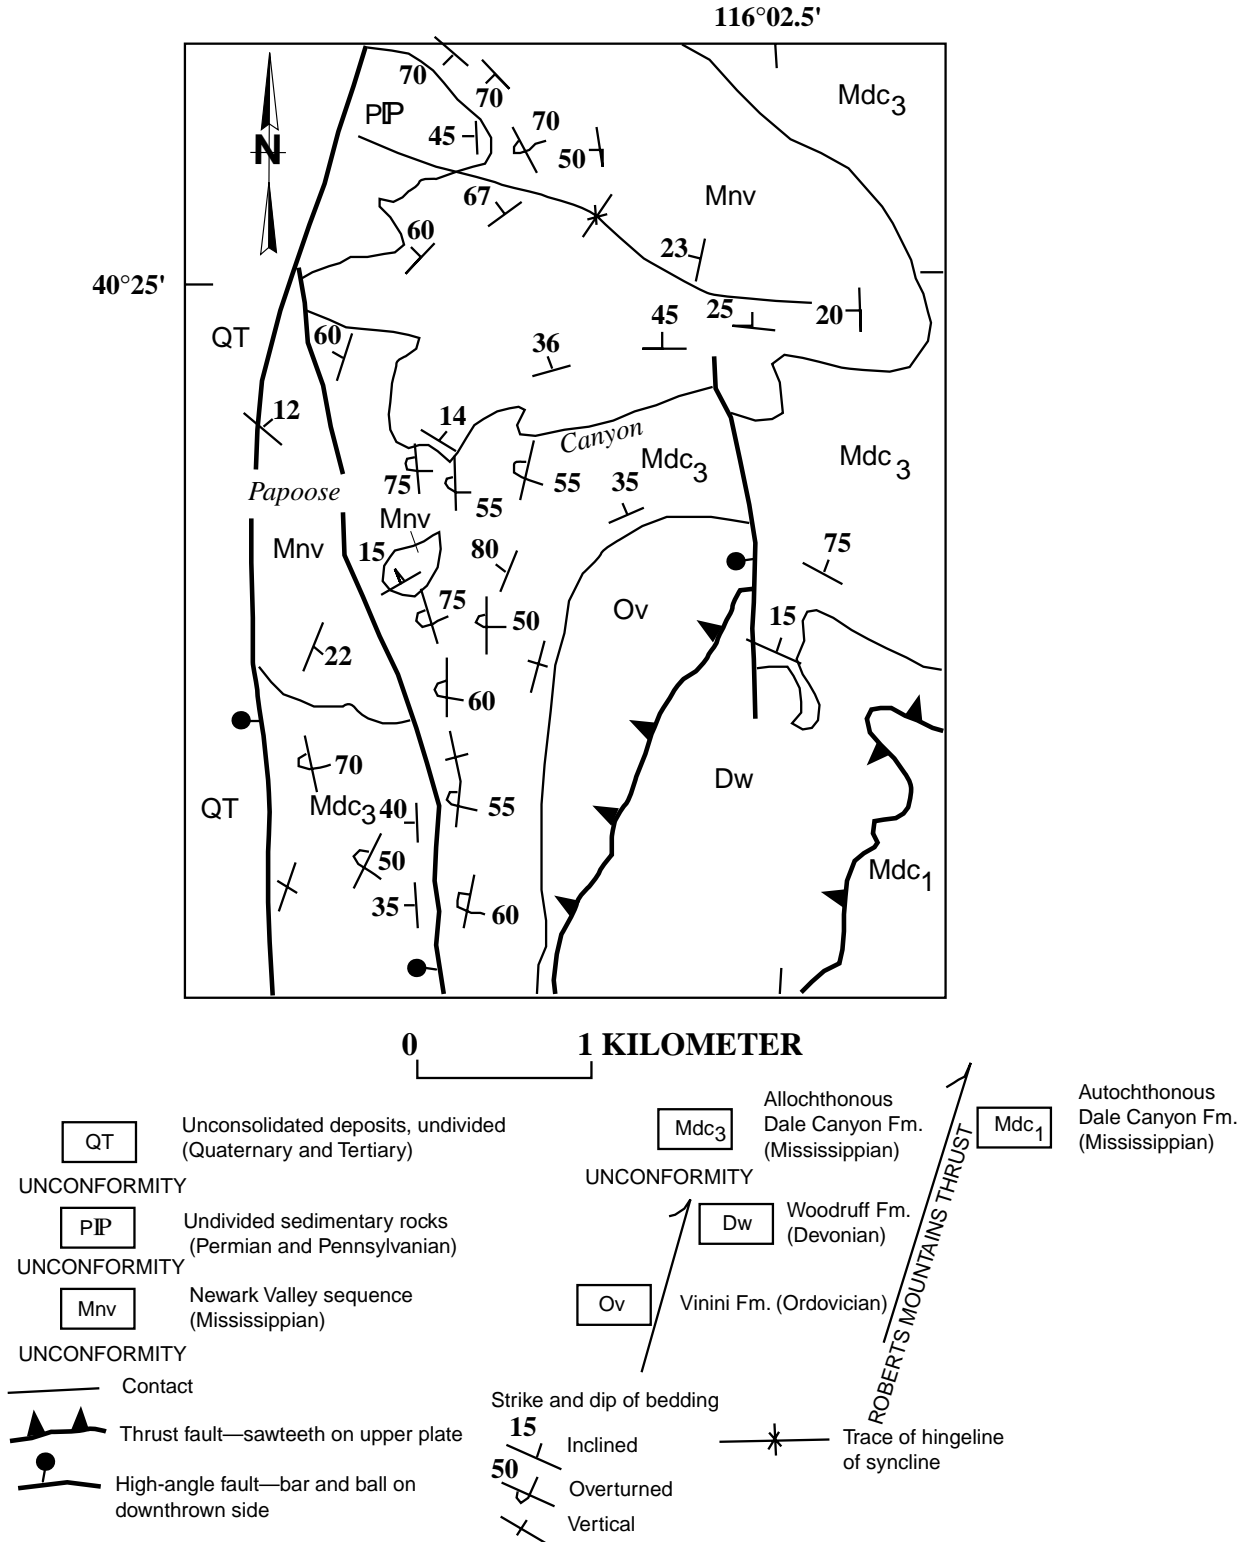 116°02.5'
Mdc3
70
70
PIP
45
70
50
N
Mnv
67
60
23
40°25'
25
20
QT
60
45
36
12
14
Canyon
Mdc3
Mdc3
75
55
55
35
Papoose
Mnv
Mnv
15
80
75
75
50
Ov
15
22
60
70
Dw
QT
Mdc3
40
55
50
Mdc1
35
60
0 1 KILOMETER
QT
Unconsolidated deposits, undivided
(Quaternary and Tertiary)
UNCONFORMITY
PIP
Undivided sedimentary rocks
(Permian and Pennsylvanian)
UNCONFORMITY
Mnv
Newark Valley sequence
(Mississippian)
UNCONFORMITY
Contact
Thrust fault—sawteeth on upper plate
High-angle fault—bar and ball on
downthrown side
Mdc3
Allochthonous
Dale Canyon Fm.
(Mississippian)
UNCONFORMITY
Dw
Woodruff Fm.
(Devonian)
Ov
Vinini Fm. (Ordovician)
ROBERTS MOUNTAINS THRUST
Mdc1
Autochthonous
Dale Canyon Fm.
(Mississippian)
Strike and dip of bedding
15
Inclined
50
Overturned
Vertical
Trace of hingeline
of syncline